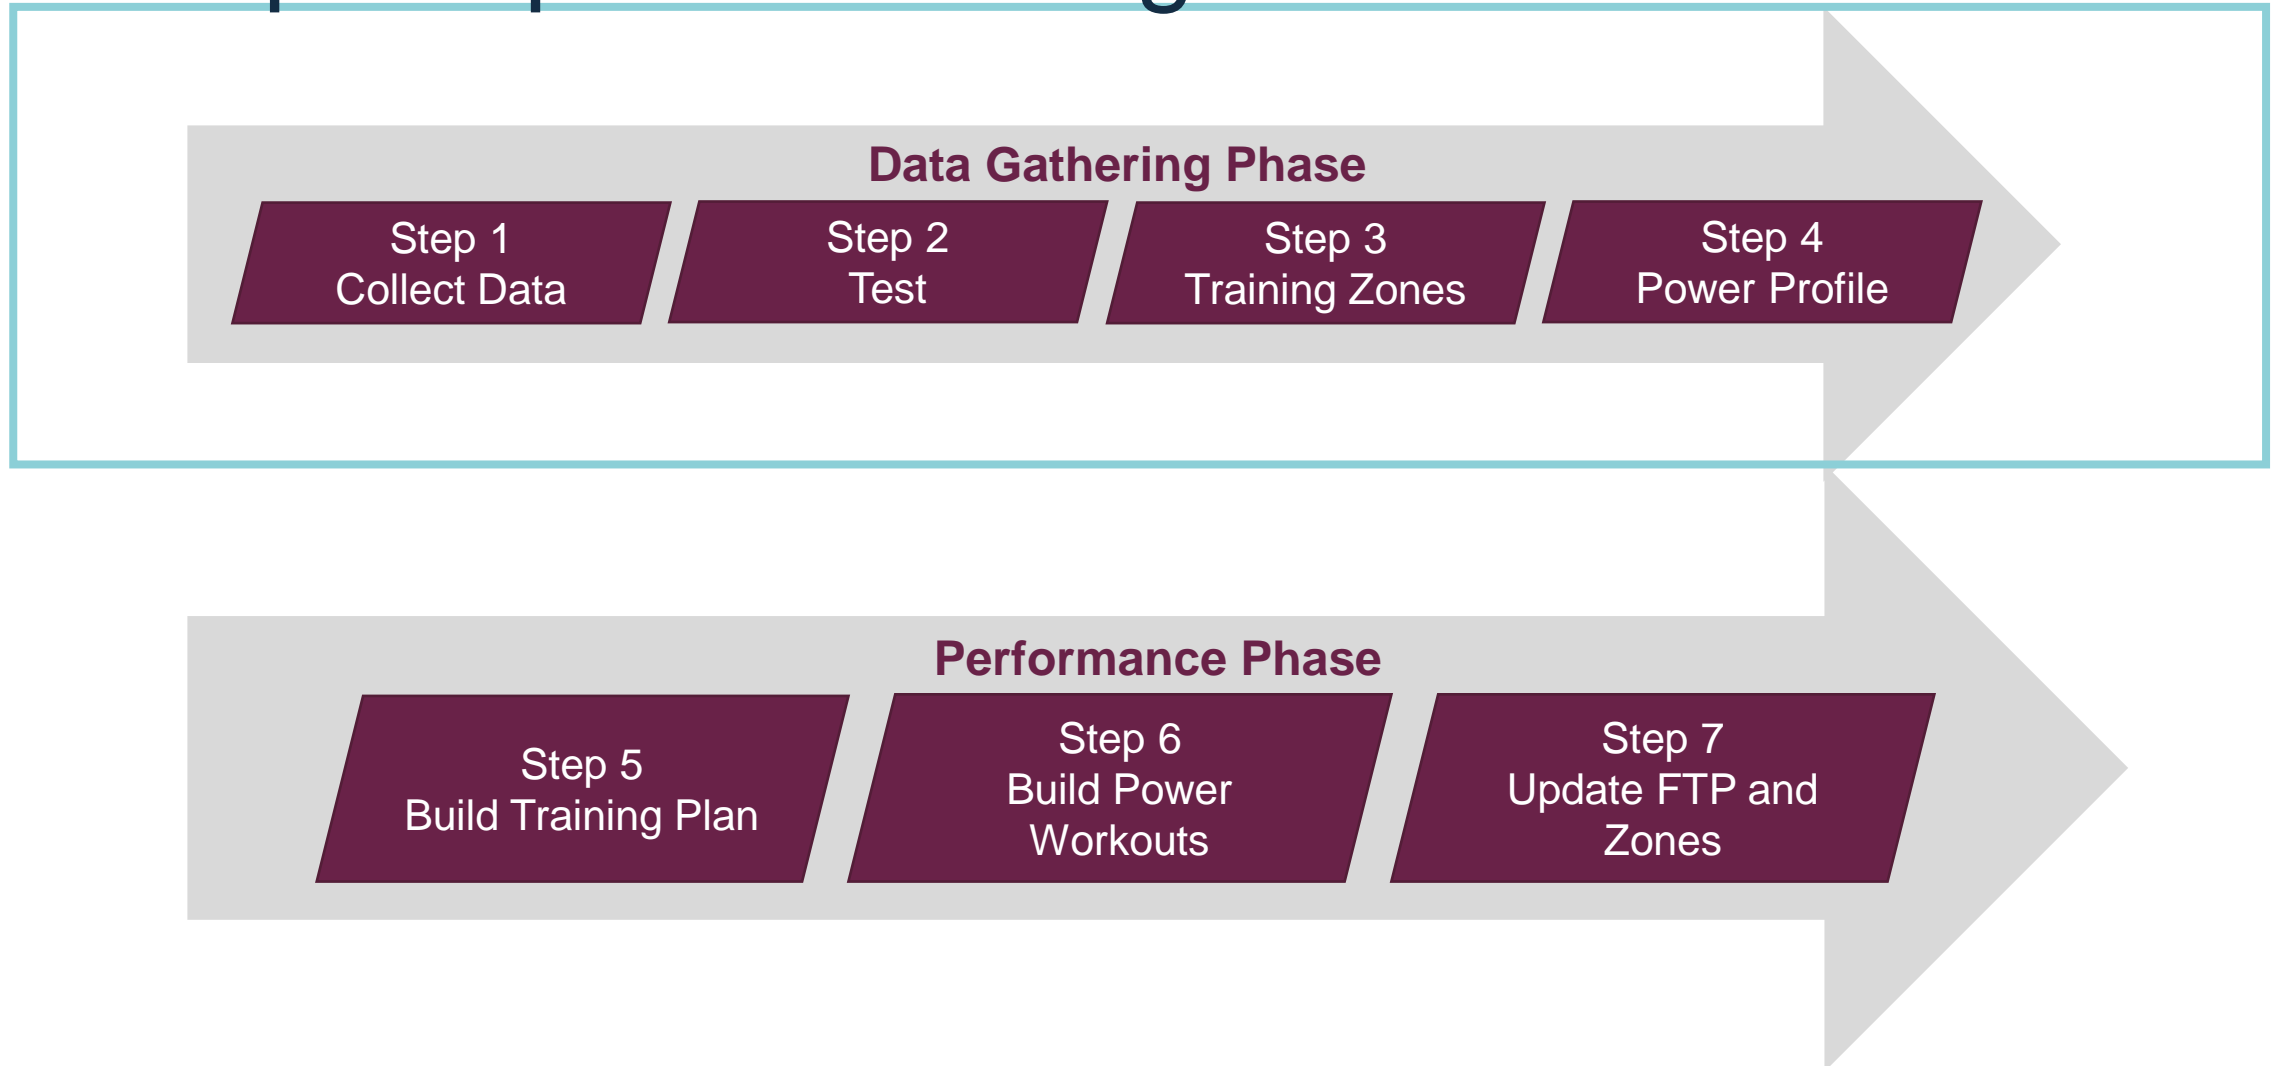 Data Gathering Phase
Step 1
Collect Data
Step 2
Test
Step 3
Training Zones
Step 4
Power Profile
Performance Phase
Step 5
Build Training Plan
Step 6
Build Power
Workouts
Step 7
Update FTP and
Zones